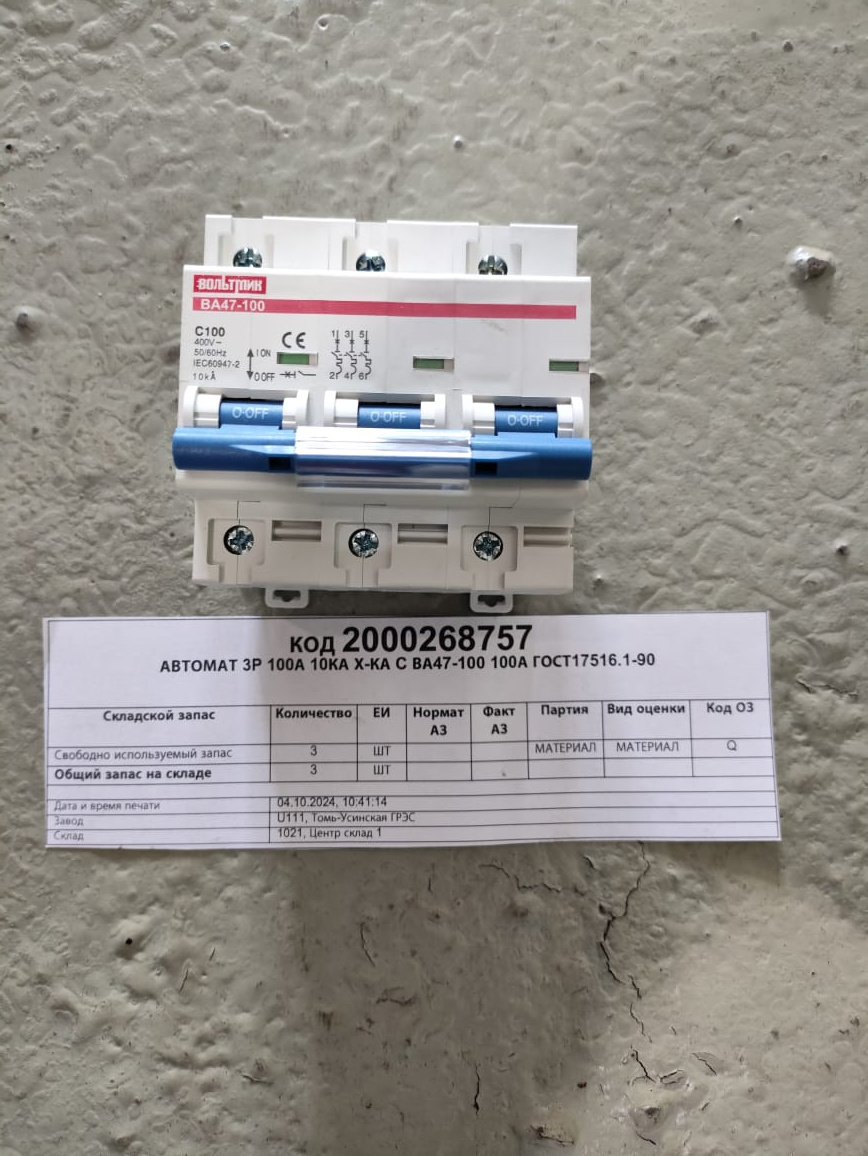 вольтмик
ВА47-100
C100
400V~
50/60Hz
IEC60947-2
10kA
I ON
O OFF
CE
1 3 5
2 4 6
O-OFF O-OFF O-OFF
КОД 2000268757
АВТОМАТ 3Р 100А 10КА Х-КА С ВА47-100 100А ГОСТ17516.1-90
Складской запас Количество ЕИ Нормат АЗ Факт АЗ Партия Вид оценки Код ОЗ
Свободно используемый запас 3 ШТ МАТЕРИАЛ МАТЕРИАЛ Q
Общий запас на складе 3 ШТ
Дата и время печати 04.10.2024, 10:41:14
Завод U111, Томь-Усинская ГРЭС
Склад 1021, Центр склад 1